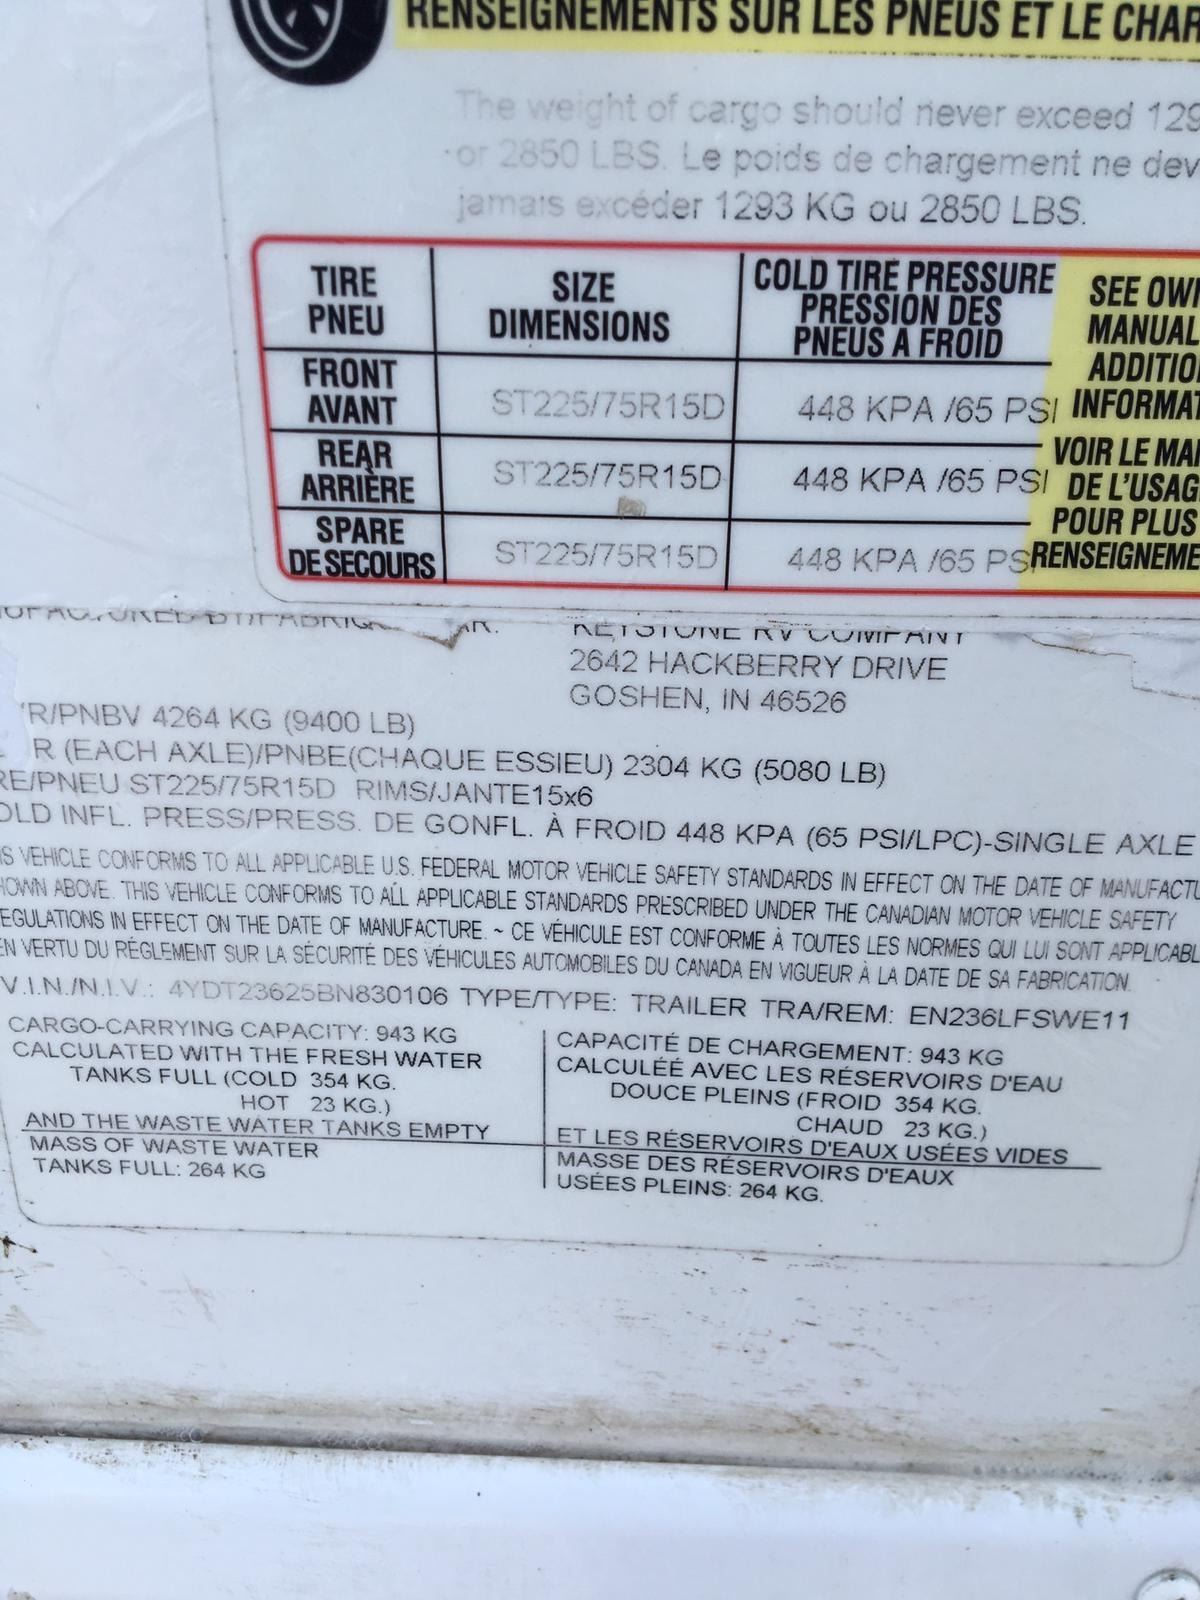 RENSEIGNEMENTS SUR LES PNEUS ET LE CHAR
The weight of cargo should never exceed 129
or 2850 LBS. Le poids de chargement ne dev
jamais excéder 1293 KG ou 2850 LBS.
TIRE
PNEU
SIZE
DIMENSIONS
COLD TIRE PRESSURE
PRESSION DES
PNEUS A FROID
SEE OWN
MANUAL
ADDITIO
INFORMAT
FRONT
AVANT
ST225/75R15D
448 KPA /65 PSI
REAR
ARRIÈRE
ST225/75R15D
448 KPA /65 PSI
VOIR LE MAN
DE L'USAG
POUR PLUS
RENSEIGNEME
SPARE
DE SECOURS
ST225/75R15D
448 KPA /65 PS
KEYSTONE RV COMPANY
2642 HACKBERRY DRIVE
GOSHEN, IN 46526
R/PNBV 4264 KG (9400 LB)
R (EACH AXLE)/PNBE(CHAQUE ESSIEU) 2304 KG (5080 LB)
RE/PNEU ST225/75R15D RIMS/JANTE15x6
OLD INFL. PRESS/PRESS. DE GONFL. À FROID 448 KPA (65 PSI/LPC)-SINGLE AXLE
IS VEHICLE CONFORMS TO ALL APPLICABLE U.S. FEDERAL MOTOR VEHICLE SAFETY STANDARDS IN EFFECT ON THE DATE OF MANUFACTU
HOWN ABOVE. THIS VEHICLE CONFORMS TO ALL APPLICABLE STANDARDS PRESCRIBED UNDER THE CANADIAN MOTOR VEHICLE SAFETY
EGULATIONS IN EFFECT ON THE DATE OF MANUFACTURE. ~ CE VÉHICULE EST CONFORME À TOUTES LES NORMES QUI LUI SONT APPLICABL
EN VERTU DU RÉGLEMENT SUR LA SÉCURITÉ DES VÉHICULES AUTOMOBILES DU CANADA EN VIGUEUR À LA DATE DE SA FABRICATION.
V.I.N./N.I.V.: 4YDT23625BN830106 TYPE/TYPE: TRAILER TRA/REM: EN236LFSWE11
CARGO-CARRYING CAPACITY: 943 KG
CALCULATED WITH THE FRESH WATER
TANKS FULL (COLD 354 KG.
HOT 23 KG.)
AND THE WASTE WATER TANKS EMPTY
MASS OF WASTE WATER
TANKS FULL: 264 KG
CAPACITÉ DE CHARGEMENT: 943 KG
CALCULÉÉ AVEC LES RÉSERVOIRS D'EAU
DOUCE PLEINS (FROID 354 KG.
CHAUD 23 KG.)
ET LES RÉSERVOIRS D'EAUX USÉES VIDES
MASSE DES RÉSERVOIRS D'EAUX
USÉES PLEINS: 264 KG.